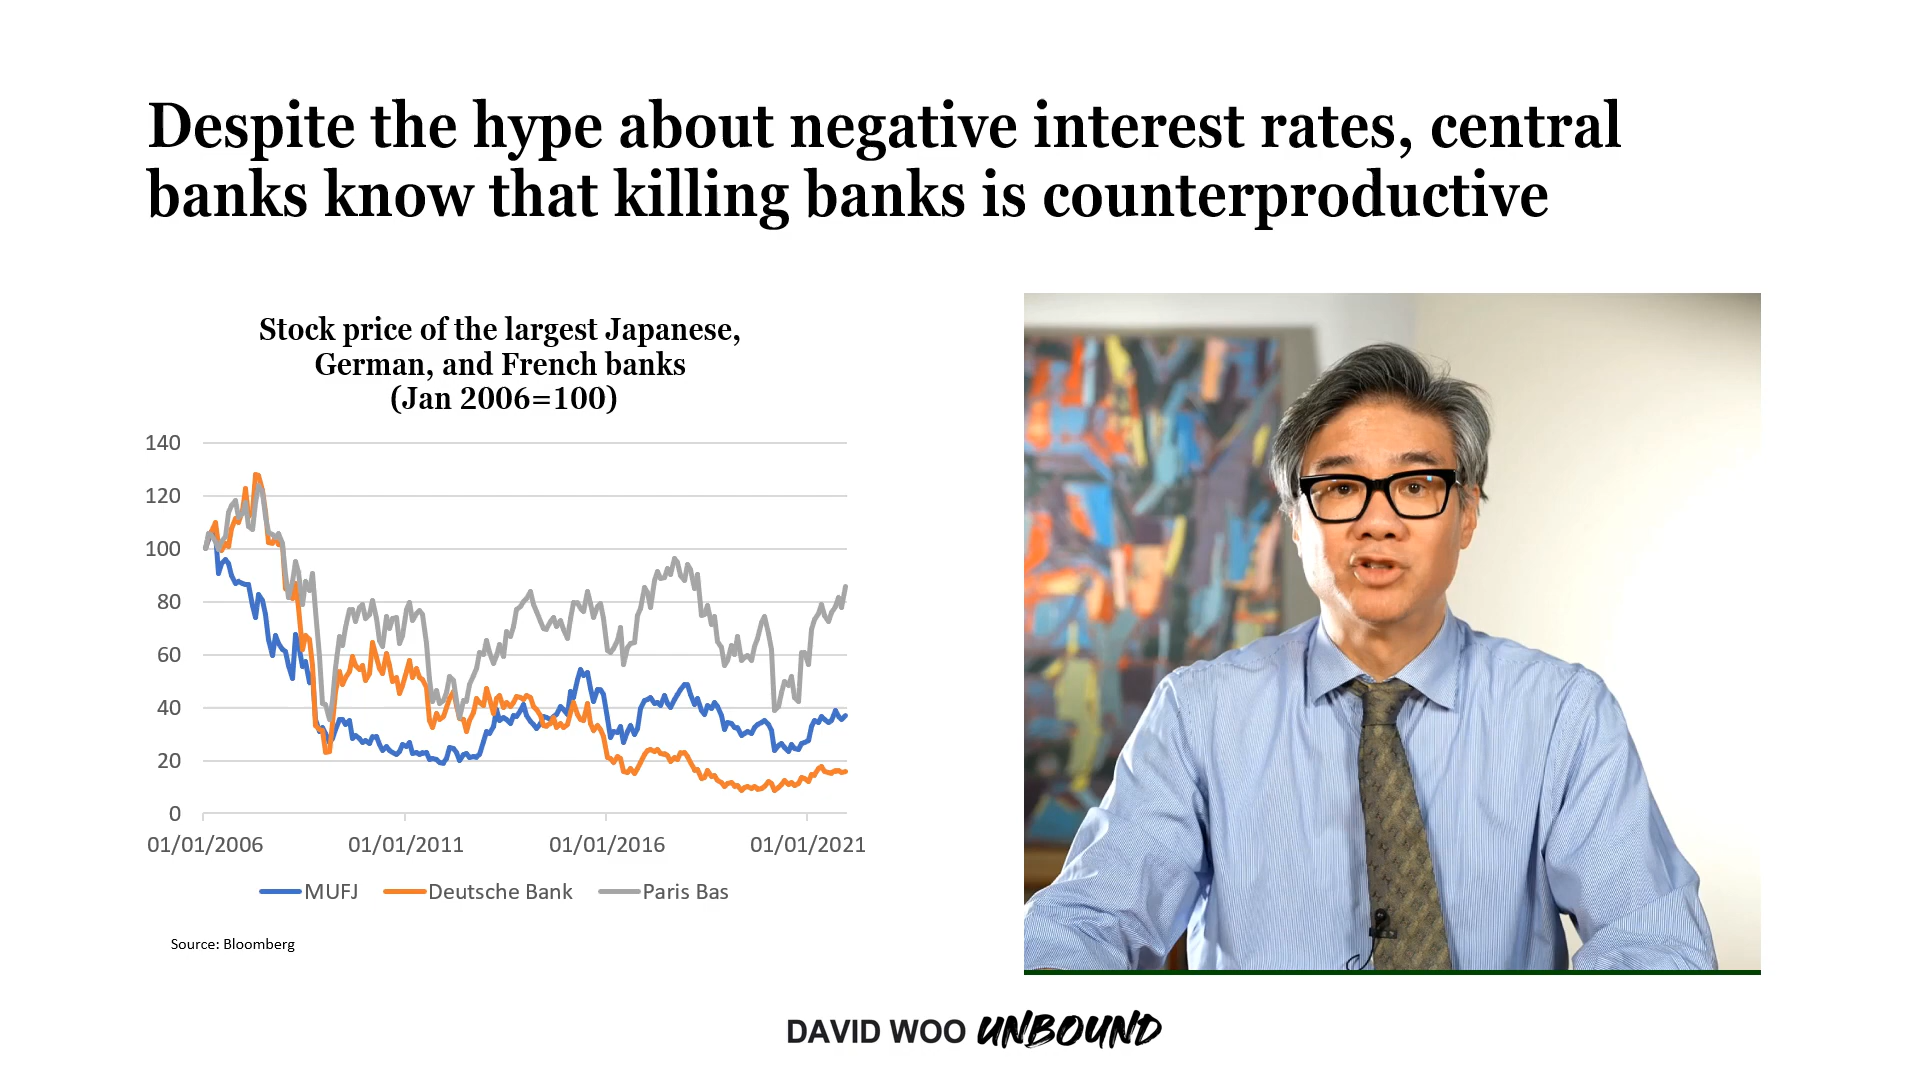 Despite the hype about negative interest rates, central
banks know that killing banks is counterproductive
Stock price of the largest Japanese,
German, and French banks
(Jan 2006=100)
140
120
100
80
60
40
20
0
01/01/2006 01/01/2011 01/01/2016 01/01/2021
MUFJ Deutsche Bank Paris Bas
Source: Bloomberg
DAVID WOO UNBOUND